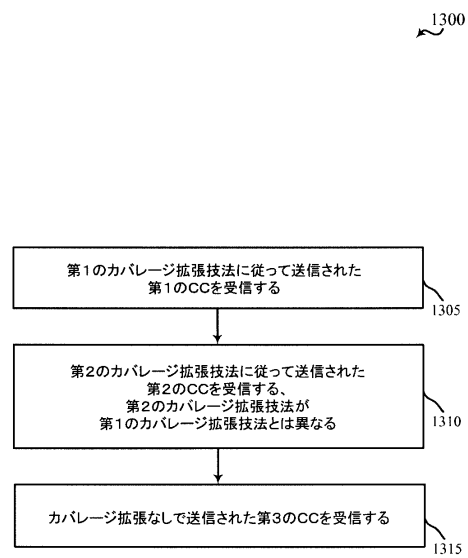 1300
第1のカバレージ拡張技法に従って送信された
第1のCCを受信する
1305
第2のカバレージ拡張技法に従って送信された
第2のCCを受信する、
第2のカバレージ拡張技法が
第1のカバレージ拡張技法とは異なる
1310
カバレージ拡張なしで送信された第3のCCを受信する
1315